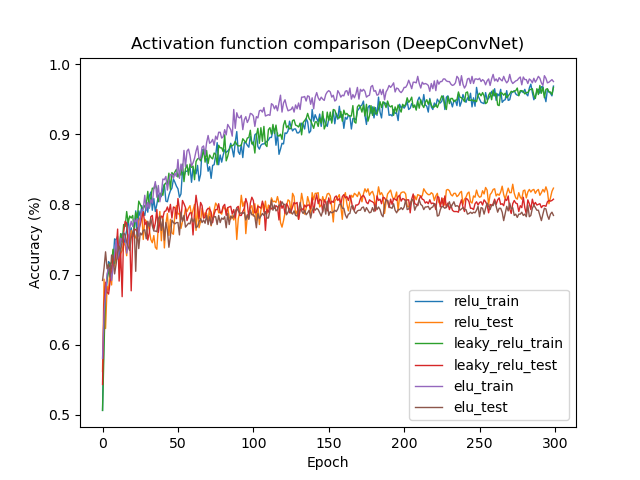 Activation function comparison (DeepConvNet)
Accuracy (%)
1.0
0.9
0.8
0.7
0.6
0.5
relu_train
relu_test
leaky_relu_train
leaky_relu_test
elu_train
elu_test
0 50 100 150 200 250 300
Epoch